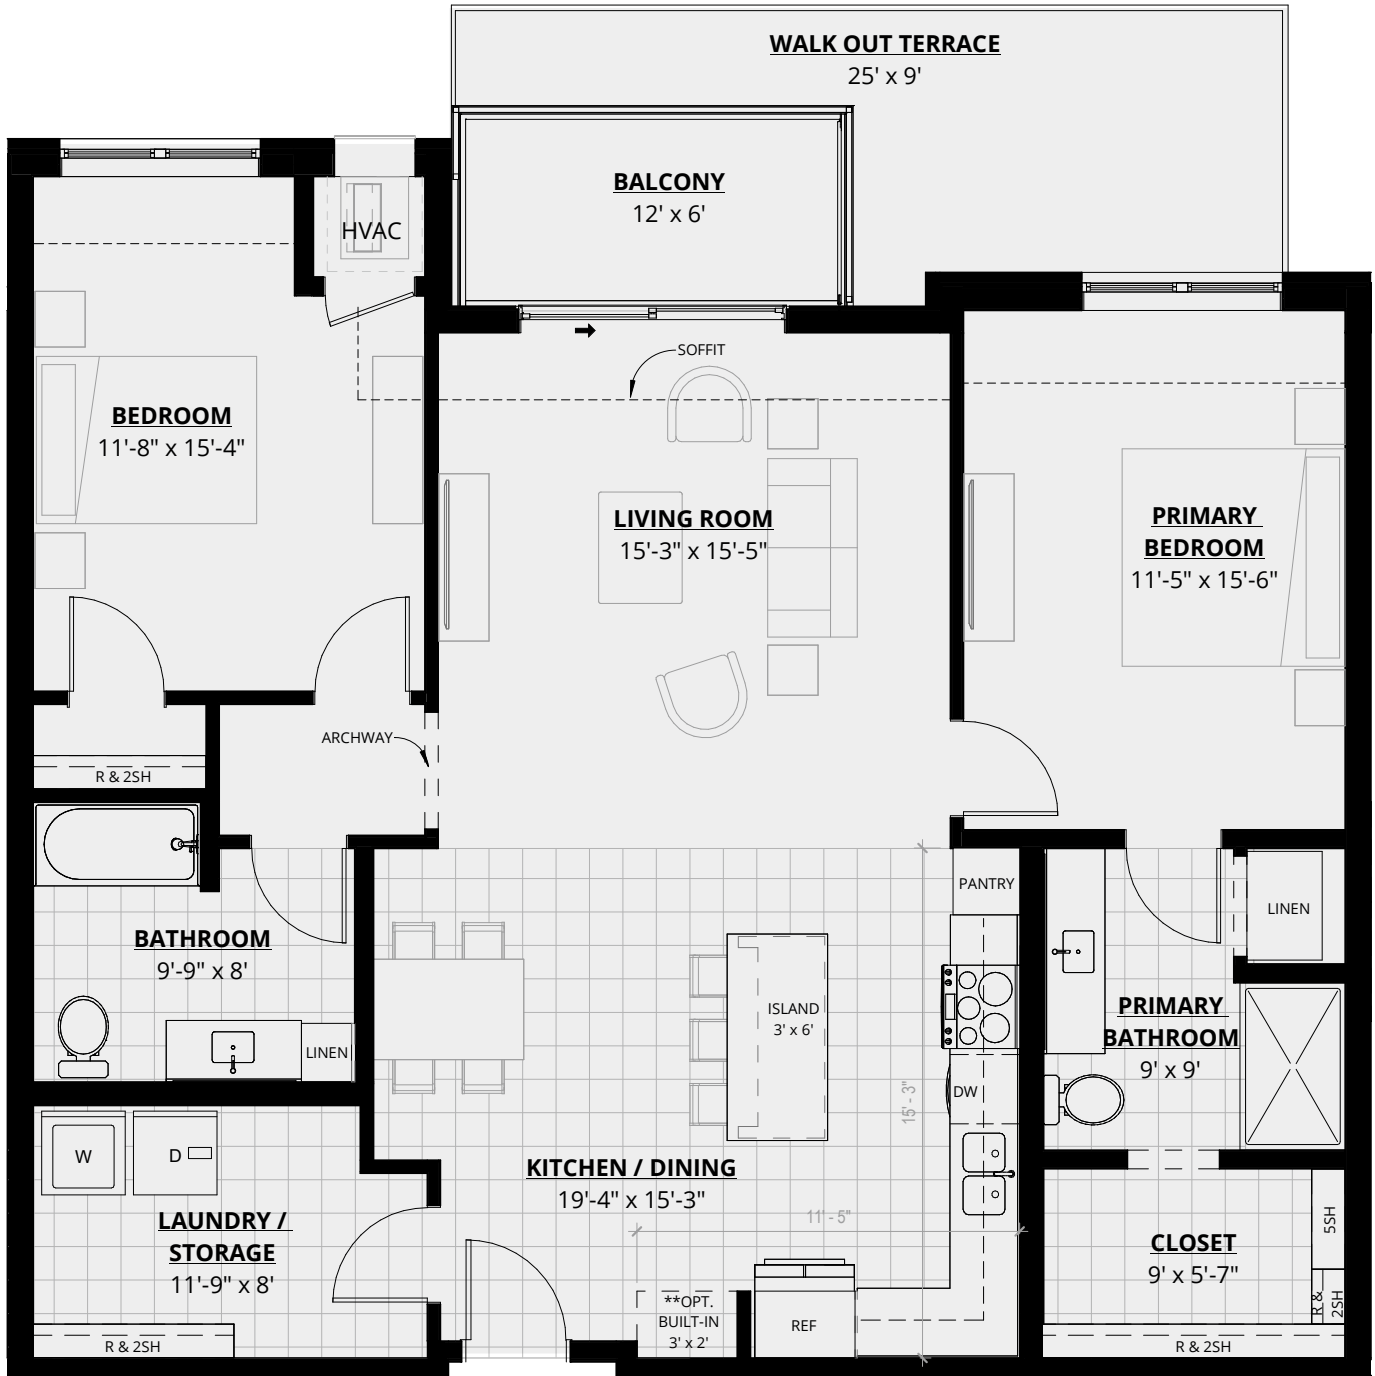 WALK OUT TERRACE
25' x 9'
BALCONY
12' x 6'
HVAC
SOFFIT
BEDROOM
11'-8" x 15'-4"
LIVING ROOM
15'-3" x 15'-5"
PRIMARY
BEDROOM
11'-5" x 15'-6"
ARCHWAY
R & 2SH
PANTRY
LINEN
BATHROOM
9'-9" x 8'
ISLAND
3' x 6'
PRIMARY
BATHROOM
9' x 9'
LINEN
DW
15' - 3"
W
D
KITCHEN / DINING
19'-4" x 15'-3"
11' - 5"
LAUNDRY /
STORAGE
11'-9" x 8'
CLOSET
9' x 5'-7"
5SH
R &
2SH
**OPT.
BUILT-IN
3' x 2'
REF
R & 2SH
R & 2SH